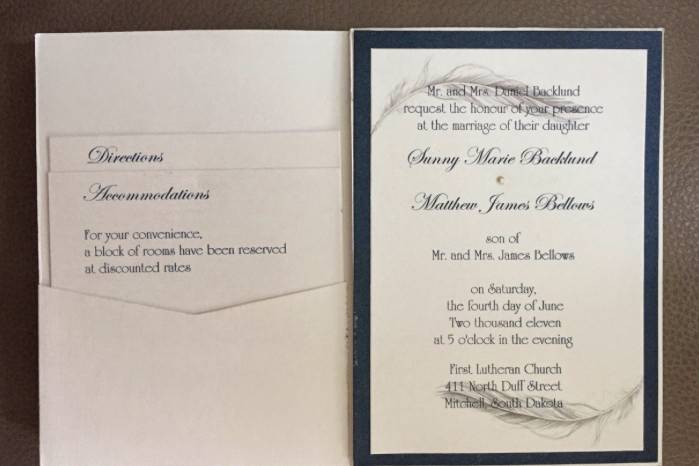 Directions
Accommodations
For your convenience,
a block of rooms have been reserved
at discounted rates
Mr. and Mrs. Daniel Backlund
request the honour of your presence
at the marriage of their daughter
Sunny Marie Backlund
Matthew James Bellows
son of
Mr. and Mrs. James Bellows
on Saturday,
the fourth day of June
Two thousand eleven
at 5 o'clock in the evening
First Lutheran Church
411 North Duff Street
Mitchell, South Dakota